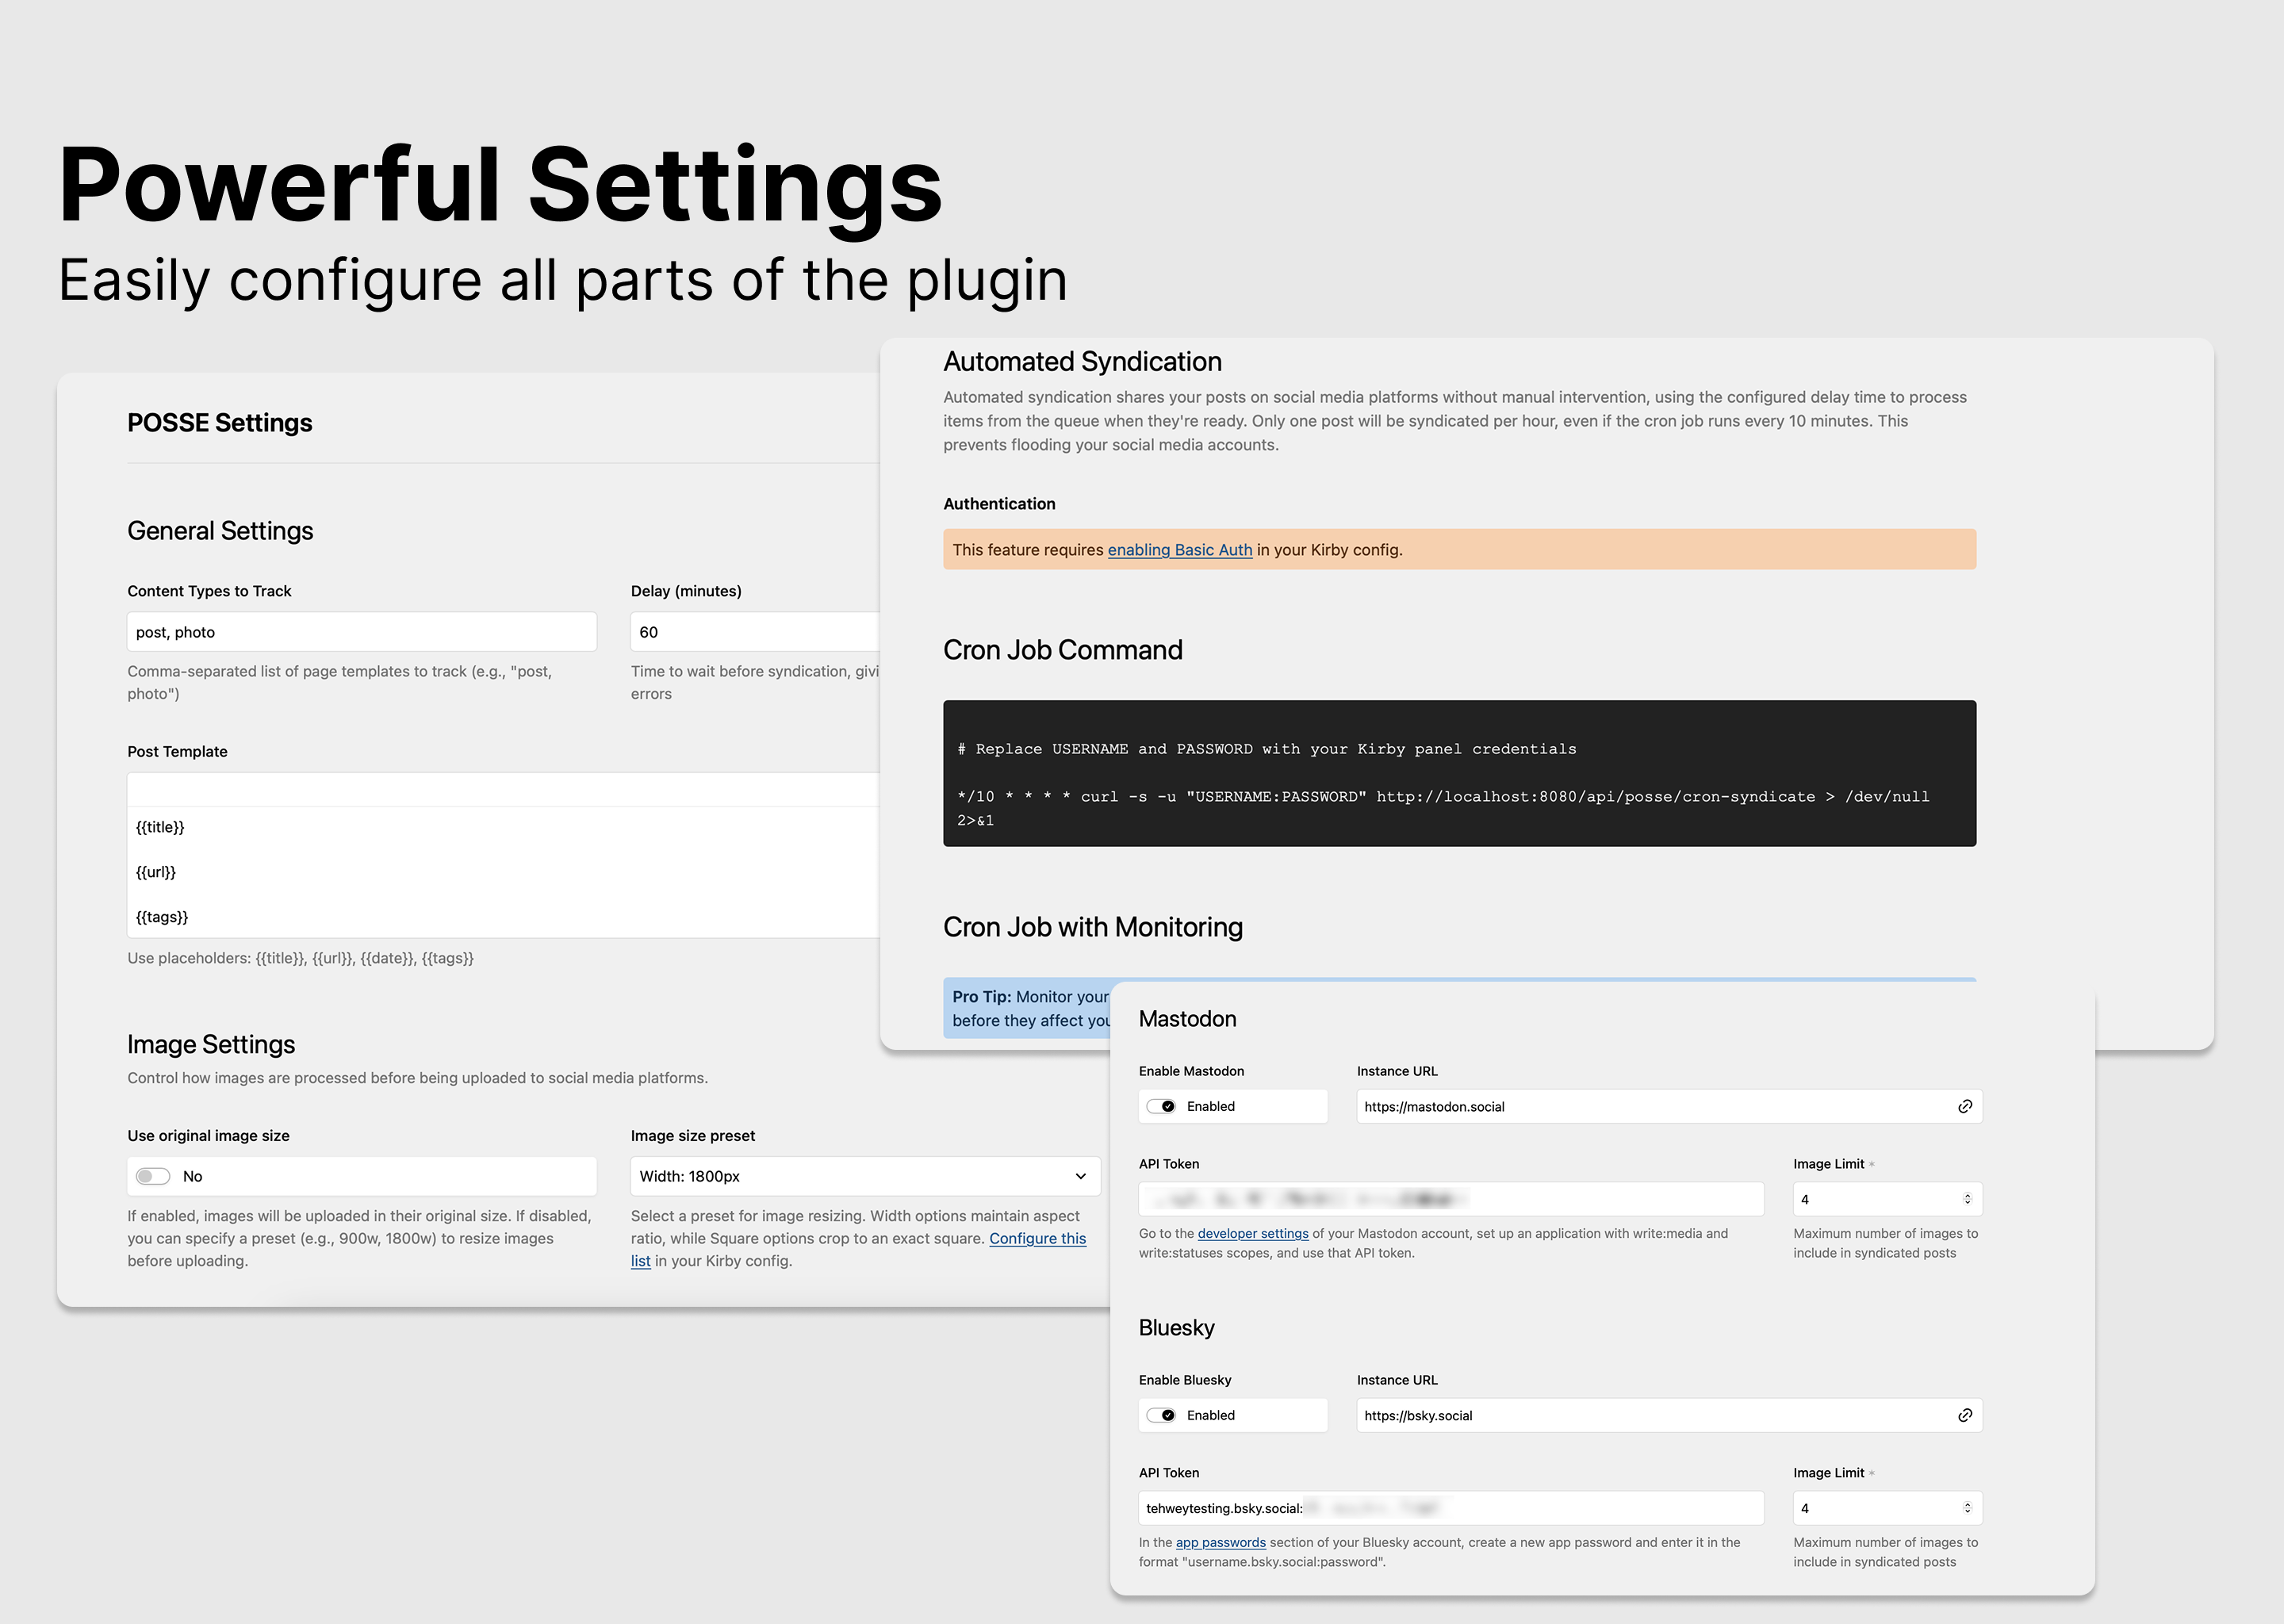 Powerful Settings
Easily configure all parts of the plugin
POSSE Settings
General Settings
Content Types to Track
post, photo
Comma-separated list of page templates to track (e.g., "post,
photo")
Delay (minutes)
60
Time to wait before syndication,
errors
Post Template
{{title}}
{{url}}
{{tags}}
Use placeholders: {{title}}, {{url}}, {{date}}, {{tags}}
Image Settings
Control how images are processed before being uploaded to social media platforms.
Use original image size
No
If enabled, images will be uploaded in their original size. If disabled,
you can specify a preset (e.g., 900w, 1800w) to resize images
before uploading.
Image size preset
Width: 1800px
Select a preset for image resizing. Width options maintain aspect
ratio, while Square options crop to an exact square. Configure this
list in your Kirby config.
Automated Syndication
Automated syndication shares your posts on social media platforms without manual intervention, using the configured delay time to process
items from the queue when they're ready. Only one post will be syndicated per hour, even if the cron job runs every 10 minutes. This
prevents flooding your social media accounts.
Authentication
This feature requires enabling Basic Auth in your Kirby config.
Cron Job Command
# Replace USERNAME and PASSWORD with your Kirby panel credentials
*/10 * * * * curl -s -u "USERNAME:PASSWORD" http://localhost:8080/api/posse/cron-syndicate > /dev/null
2>&1
Cron Job with Monitoring
Pro Tip: Monitor your
before they affect
Mastodon
Enable Mastodon
Enabled
Instance URL
https://mastodon.social
API Token
Go to the developer settings of your Mastodon account, set up an application with write:media and
write:statuses scopes, and use that API token.
Image Limit *
4
Maximum number of images to
include in syndicated posts
Bluesky
Enable Bluesky
Enabled
Instance URL
https://bsky.social
API Token
tehweytesting.bsky.social:
In the app passwords section of your Bluesky account, create a new app password and enter it in the
format "username.bsky.social:password".
Image Limit *
4
Maximum number of images to
include in syndicated posts